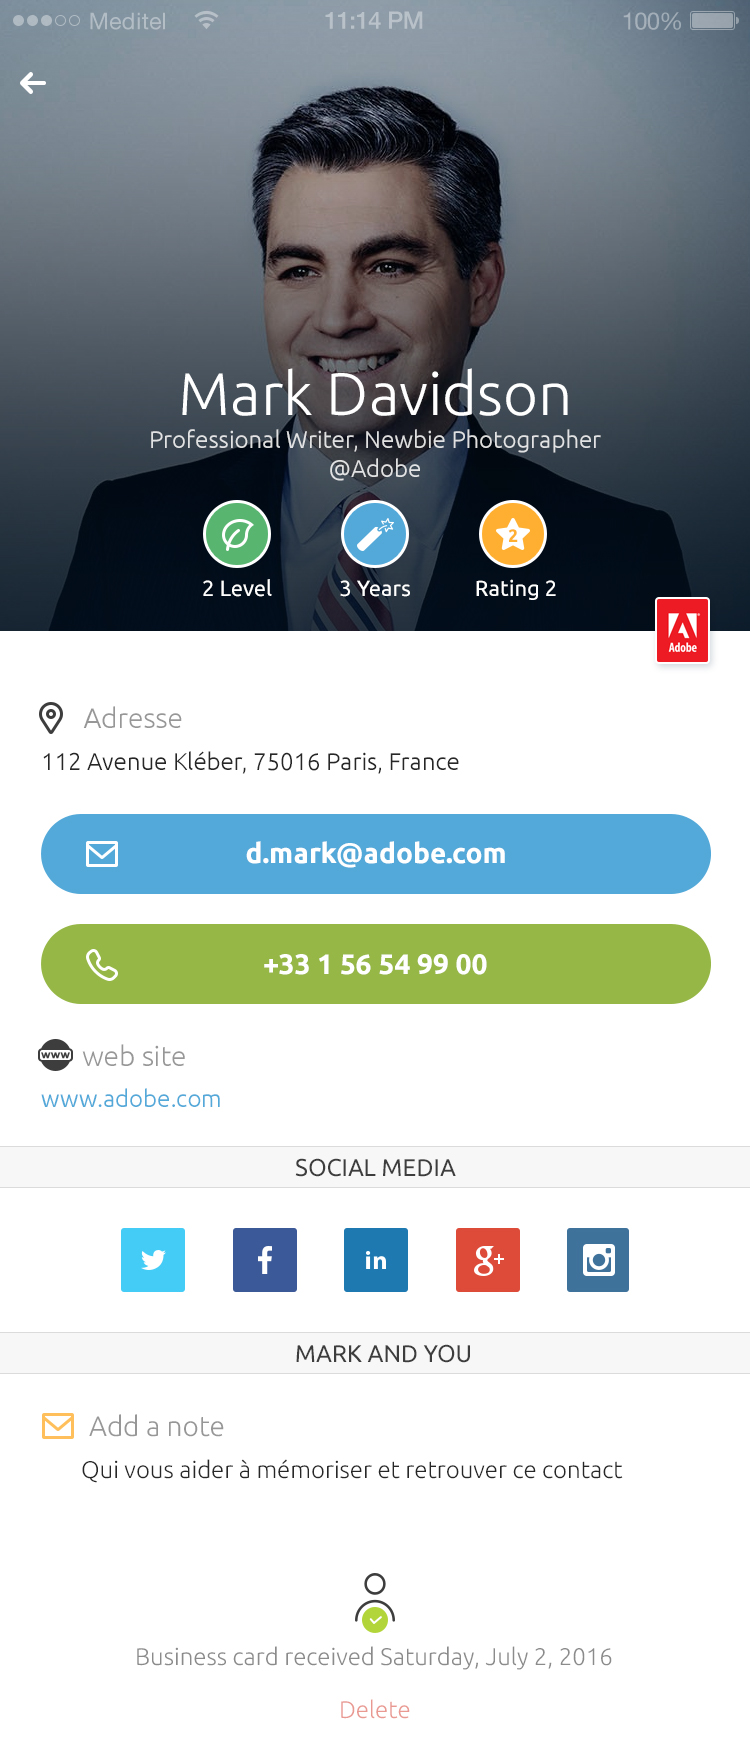 Meditel 11:14 PM 100%
Mark Davidson
Professional Writer, Newbie Photographer
@Adobe
2
2 Level 3 Years Rating 2
Adobe
Adresse
112 Avenue Kléber, 75016 Paris, France
d.mark@adobe.com
+33 1 56 54 99 00
www web site
www.adobe.com
SOCIAL MEDIA
f in g+
MARK AND YOU
Add a note
Qui vous aider à mémoriser et retrouver ce contact
Business card received Saturday, July 2, 2016
Delete